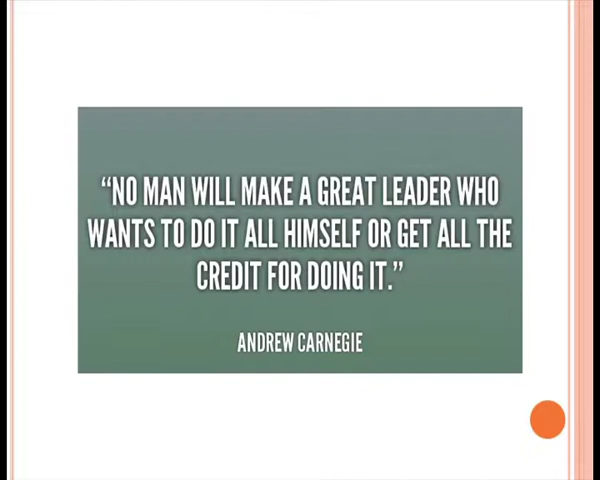 “NO MAN WILL MAKE A GREAT LEADER WHO
WANTS TO DO IT ALL HIMSELF OR GET ALL THE
CREDIT FOR DOING IT.”
ANDREW CARNEGIE